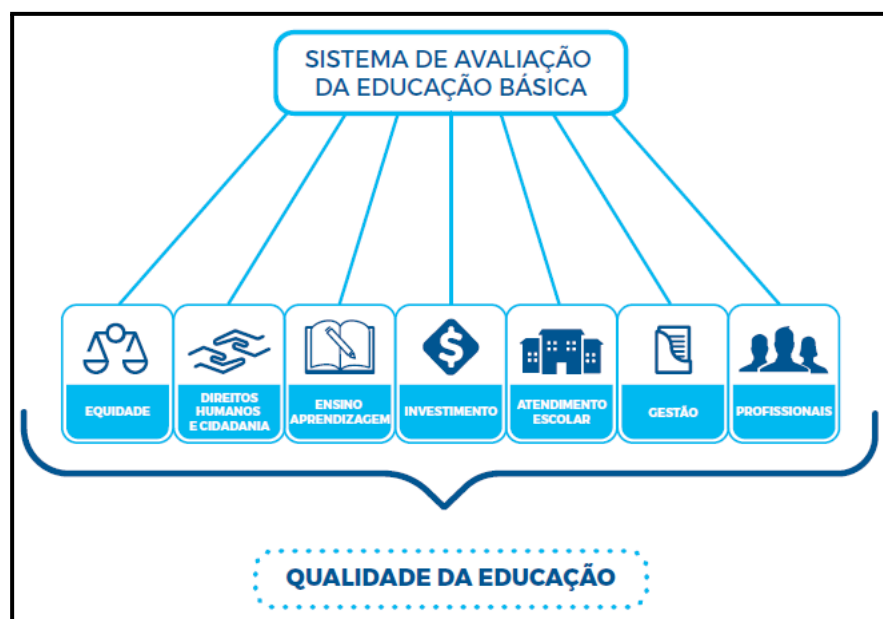 SISTEMA DE AVALIAÇÃO
DA EDUCAÇÃO BÁSICA
EQUIDADE
DIREITOS
HUMANOS
E CIDADANIA
ENSINO
APRENDIZAGEM
INVESTIMENTO
ATENDIMENTO
ESCOLAR
GESTÃO
PROFISSIONAIS
QUALIDADE DA EDUCAÇÃO